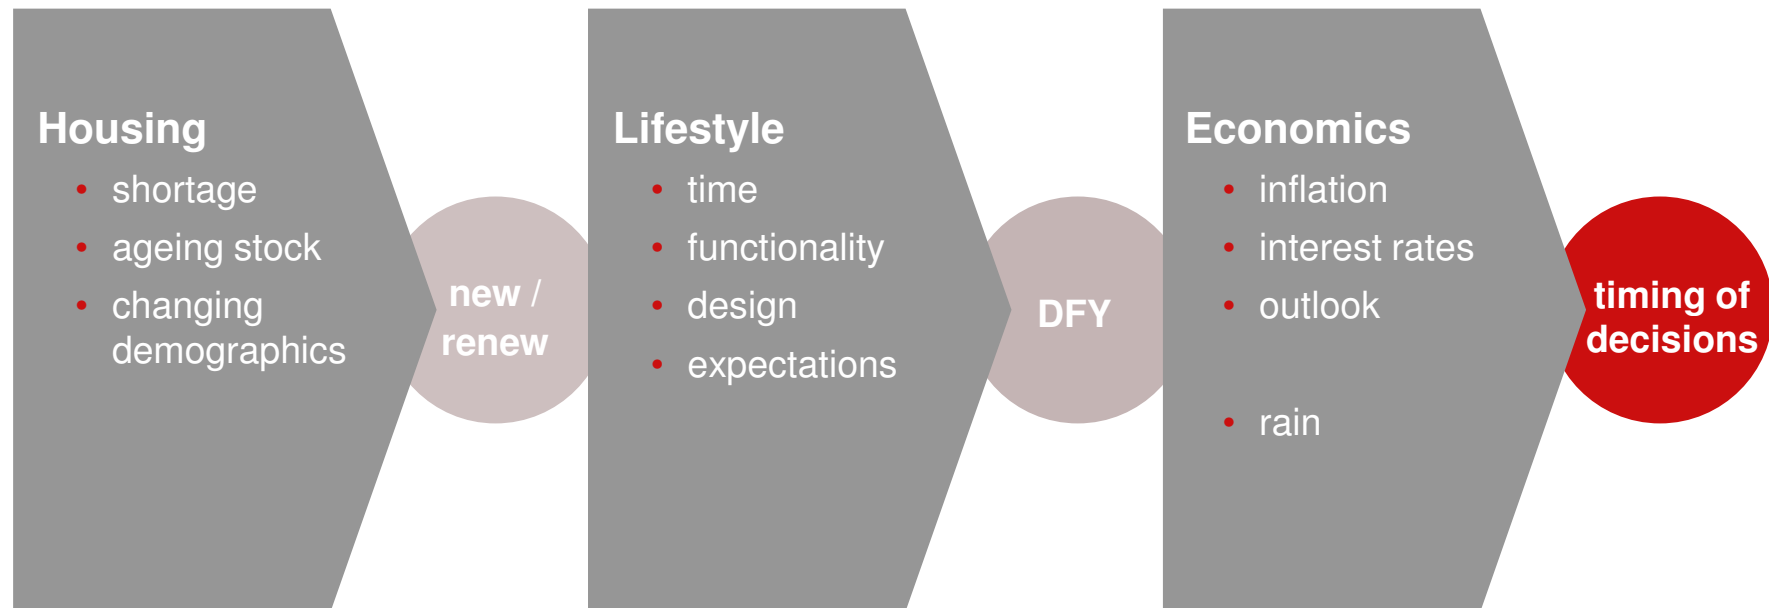 Housing
• shortage
• ageing stock
• changing
demographics
new /
renew
Lifestyle
• time
• functionality
• design
• expectations
DFY
Economics
• inflation
• interest rates
• outlook
• rain
timing of
decisions